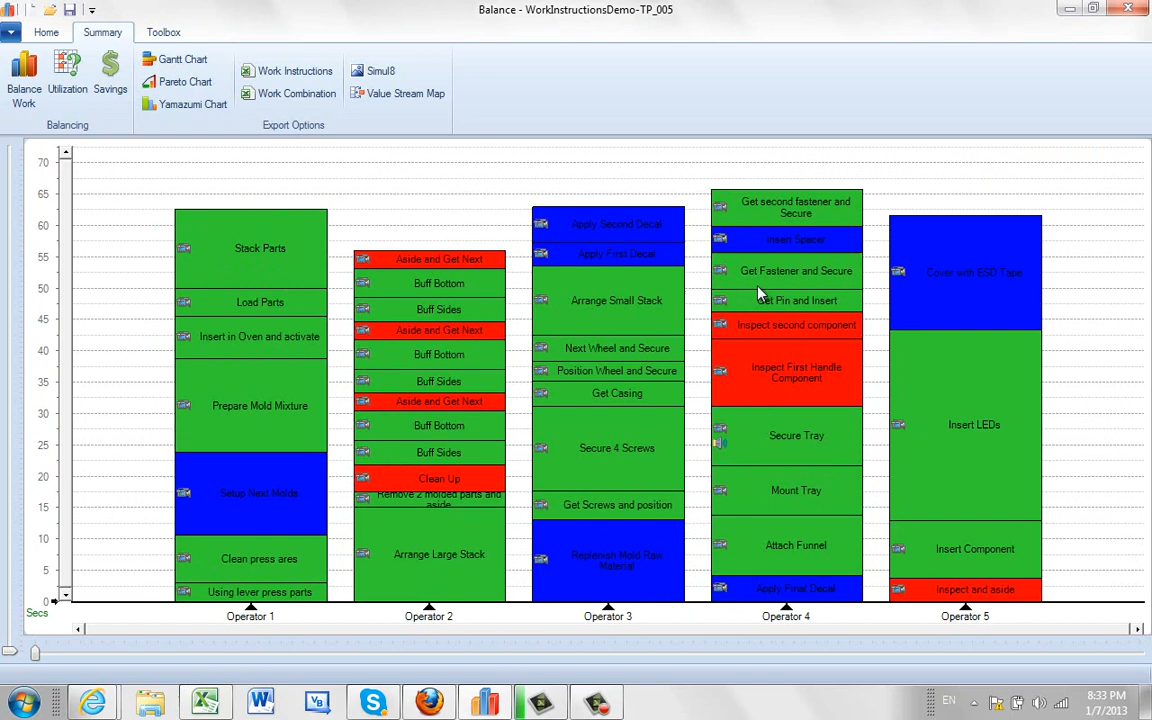 Balance - WorkInstructionsDemo-TP_005
Home Summary Toolbox
Balance Work
Utilization
Savings
Gantt Chart
Pareto Chart
Yamazumi Chart
Work Instructions
Work Combination
Simul8
Value Stream Map
Balancing
Export Options
70
65
60
55
50
45
40
35
30
25
20
15
10
5
0
Secs
Stack Parts
Load Parts
Insert in Oven and activate
Prepare Mold Mixture
Setup Next Molds
Clean press ares
Using lever press parts
Operator 1
Aside and Get Next
Buff Bottom
Buff Sides
Aside and Get Next
Buff Bottom
Buff Sides
Aside and Get Next
Buff Bottom
Buff Sides
Clean Up
Remove 2 molded parts and
aside
Arrange Large Stack
Operator 2
Apply Second Decal
Apply First Decal
Arrange Small Stack
Next Wheel and Secure
Position Wheel and Secure
Get Casing
Secure 4 Screws
Get Screws and position
Replenish Mold Raw
Material
Operator 3
Get second fastener and
Secure
Insert Spacer
Get Fastener and Secure
Get Pin and Insert
Inspect second component
Inspect First Handle
Component
Secure Tray
Mount Tray
Attach Funnel
Apply Final Decal
Operator 4
Cover with ESD Tape
Insert LEDs
Insert Component
Inspect and aside
Operator 5
EN
8:33 PM
1/7/2013